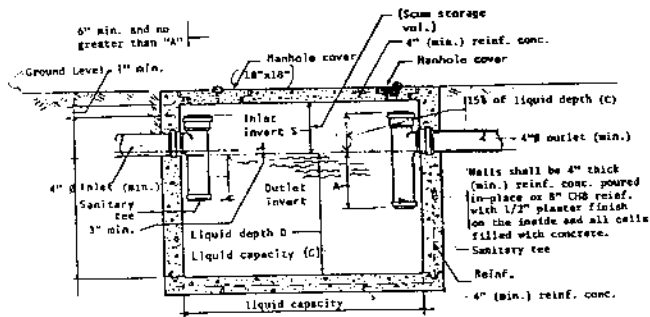 6" min. and no
greater than "A"
(Scum storage
vol.)
4" (min.) reinf. conc.
Manhole cover
Manhole cover
18"x18"
Ground Level
1" min.
Inlet
invert S
15% of liquid depth (C)
4"Ø outlet (min.)
4" Ø Inlet (min.)
Sanitary
tee
3" min.
Outlet
invert
A
Liquid depth D
Liquid capacity (G)
Walls shall be 4" thick
(min.) reinf. conc. poured
in-place or 8" CHB reinf.
with 1/2" plaster finish
on the inside and all cells
filled with concrete.
Sanitary tee
Reinf.
4" (min.) reinf. conc.
liquid capacity